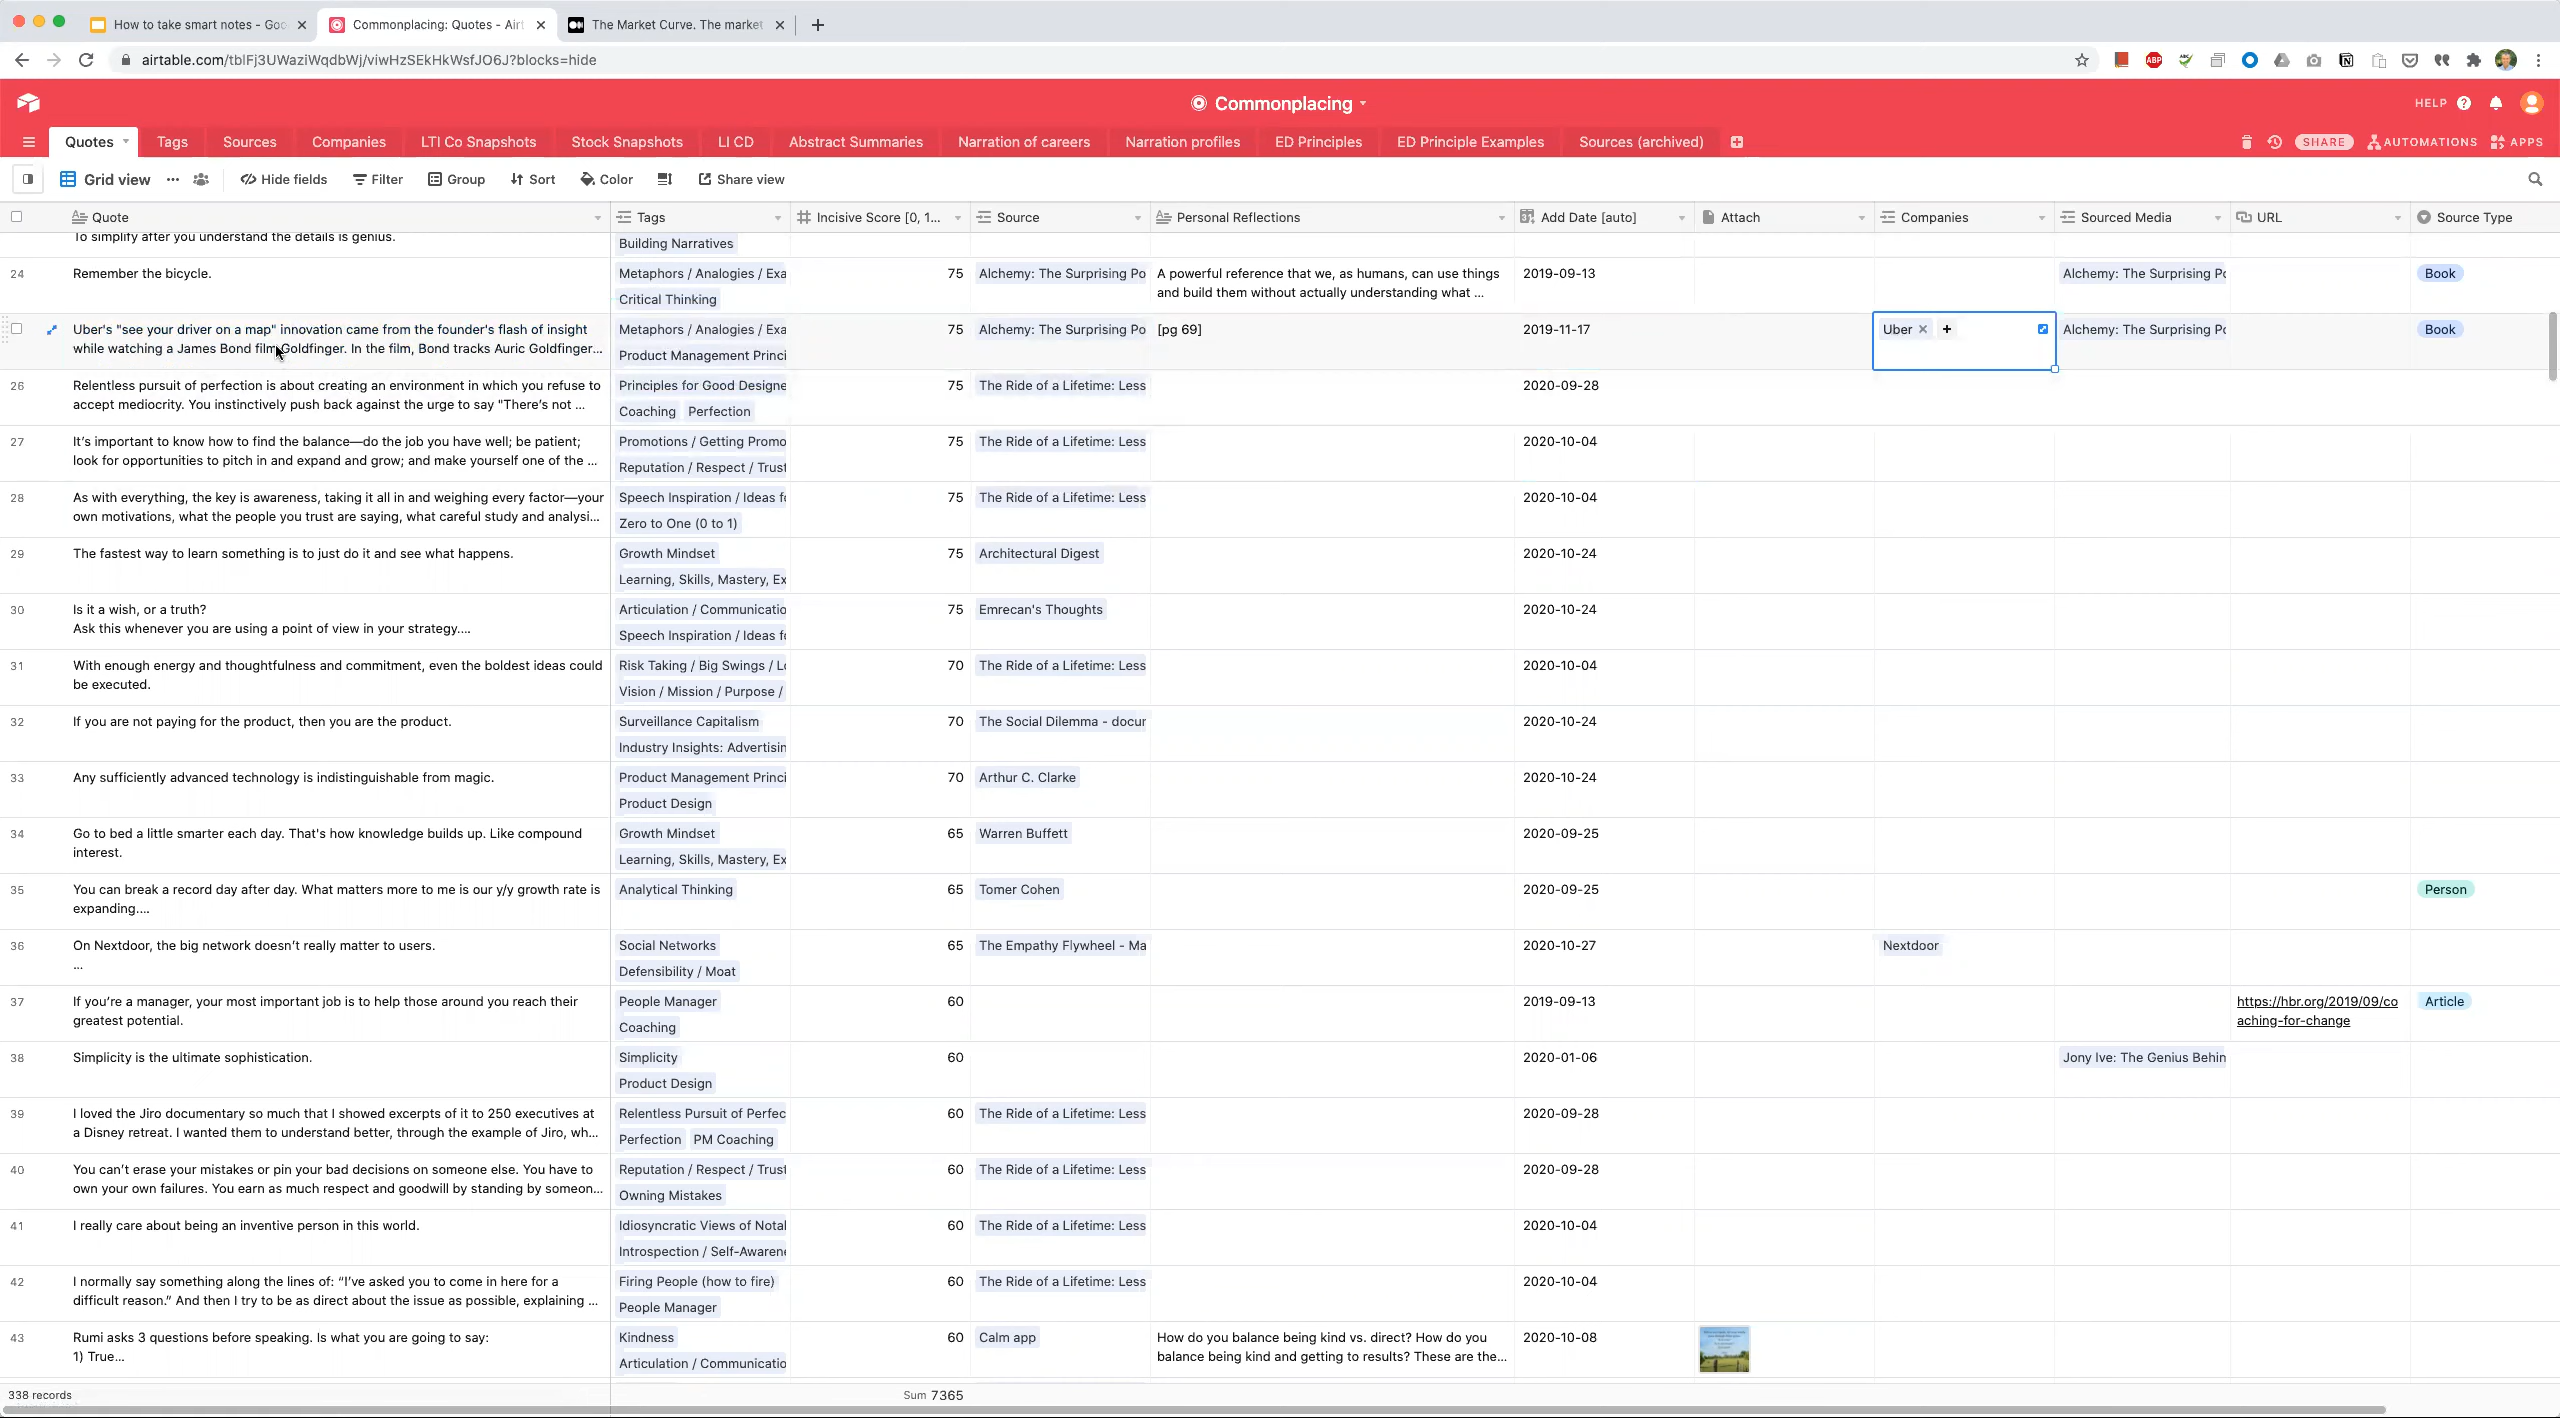 How to take smart notes - Goo
Commonplacing: Quotes - Airt
The Market Curve. The market
airtable.com/tblFj3UWaziWqdbWj/viwHzSEkHkWsfJO6J?blocks=hide
Commonplacing
HELP
Quotes Tags Sources Companies LTI Co Snapshots Stock Snapshots LI CD Abstract Summaries Narration of careers Narration profiles ED Principles ED Principle Examples Sources (archived) SHARE AUTOMATIONS APPS
Grid view Hide fields Filter Group Sort Color Share view
Quote Tags Incisive Score [0, 1... Source Personal Reflections Add Date [auto] Attach Companies Sourced Media URL Source Type
To simplify after you understand the details is genius.
Building Narratives
24 Remember the bicycle. Metaphors / Analogies / Exa 75 Alchemy: The Surprising Po A powerful reference that we, as humans, can use things 2019-09-13 Alchemy: The Surprising Po Book
Critical Thinking and build them without actually understanding what ...
Uber's "see your driver on a map" innovation came from the founder's flash of insight Metaphors / Analogies / Exa 75 Alchemy: The Surprising Po [pg 69] 2019-11-17 Uber Alchemy: The Surprising Po Book
while watching a James Bond film Goldfinger. In the film, Bond tracks Auric Goldfinger... Product Management Princi
26 Relentless pursuit of perfection is about creating an environment in which you refuse to Principles for Good Designe 75 The Ride of a Lifetime: Less 2020-09-28
accept mediocrity. You instinctively push back against the urge to say "There's not ... Coaching Perfection
27 It's important to know how to find the balance—do the job you have well; be patient; Promotions / Getting Promo 75 The Ride of a Lifetime: Less 2020-10-04
look for opportunities to pitch in and expand and grow; and make yourself one of the ... Reputation / Respect / Trust
28 As with everything, the key is awareness, taking it all in and weighing every factor—your Speech Inspiration / Ideas fo 75 The Ride of a Lifetime: Less 2020-10-04
own motivations, what the people you trust are saying, what careful study and analysi... Zero to One (0 to 1)
29 The fastest way to learn something is to just do it and see what happens. Growth Mindset 75 Architectural Digest 2020-10-24
Learning, Skills, Mastery, Ex
30 Is it a wish, or a truth? Articulation / Communicatio 75 Emrecan's Thoughts 2020-10-24
Ask this whenever you are using a point of view in your strategy.... Speech Inspiration / Ideas fo
31 With enough energy and thoughtfulness and commitment, even the boldest ideas could Risk Taking / Big Swings / Lo 70 The Ride of a Lifetime: Less 2020-10-04
be executed. Vision / Mission / Purpose /
32 If you are not paying for the product, then you are the product. Surveillance Capitalism 70 The Social Dilemma - docur 2020-10-24
Industry Insights: Advertisin
33 Any sufficiently advanced technology is indistinguishable from magic. Product Management Princi 70 Arthur C. Clarke 2020-10-24
Product Design
34 Go to bed a little smarter each day. That's how knowledge builds up. Like compound Growth Mindset 65 Warren Buffett 2020-09-25
interest. Learning, Skills, Mastery, Ex
35 You can break a record day after day. What matters more to me is our y/y growth rate is Analytical Thinking 65 Tomer Cohen 2020-09-25 Person
expanding....
36 On Nextdoor, the big network doesn't really matter to users. Social Networks 65 The Empathy Flywheel - Ma 2020-10-27 Nextdoor
... Defensibility / Moat
37 If you're a manager, your most important job is to help those around you reach their People Manager 60 2019-09-13 https://hbr.org/2019/09/co Article
greatest potential. Coaching aching-for-change
38 Simplicity is the ultimate sophistication. Simplicity 60 2020-01-06 Jony Ive: The Genius Behin
Product Design
39 I loved the Jiro documentary so much that I showed excerpts of it to 250 executives at Relentless Pursuit of Perfec 60 The Ride of a Lifetime: Less 2020-09-28
a Disney retreat. I wanted them to understand better, through the example of Jiro, wh... Perfection PM Coaching
40 You can't erase your mistakes or pin your bad decisions on someone else. You have to Reputation / Respect / Trust 60 The Ride of a Lifetime: Less 2020-09-28
own your own failures. You earn as much respect and goodwill by standing by someon... Owning Mistakes
41 I really care about being an inventive person in this world. Idiosyncratic Views of Notal 60 The Ride of a Lifetime: Less 2020-10-04
Introspection / Self-Awarene
42 I normally say something along the lines of: “I've asked you to come in here for a Firing People (how to fire) 60 The Ride of a Lifetime: Less 2020-10-04
difficult reason.” And then I try to be as direct about the issue as possible, explaining ... People Manager
43 Rumi asks 3 questions before speaking. Is what you are going to say: Kindness 60 Calm app How do you balance being kind vs. direct? How do you 2020-10-08
1) True... Articulation / Communicatio balance being kind and getting to results? These are the...
338 records Sum 7365